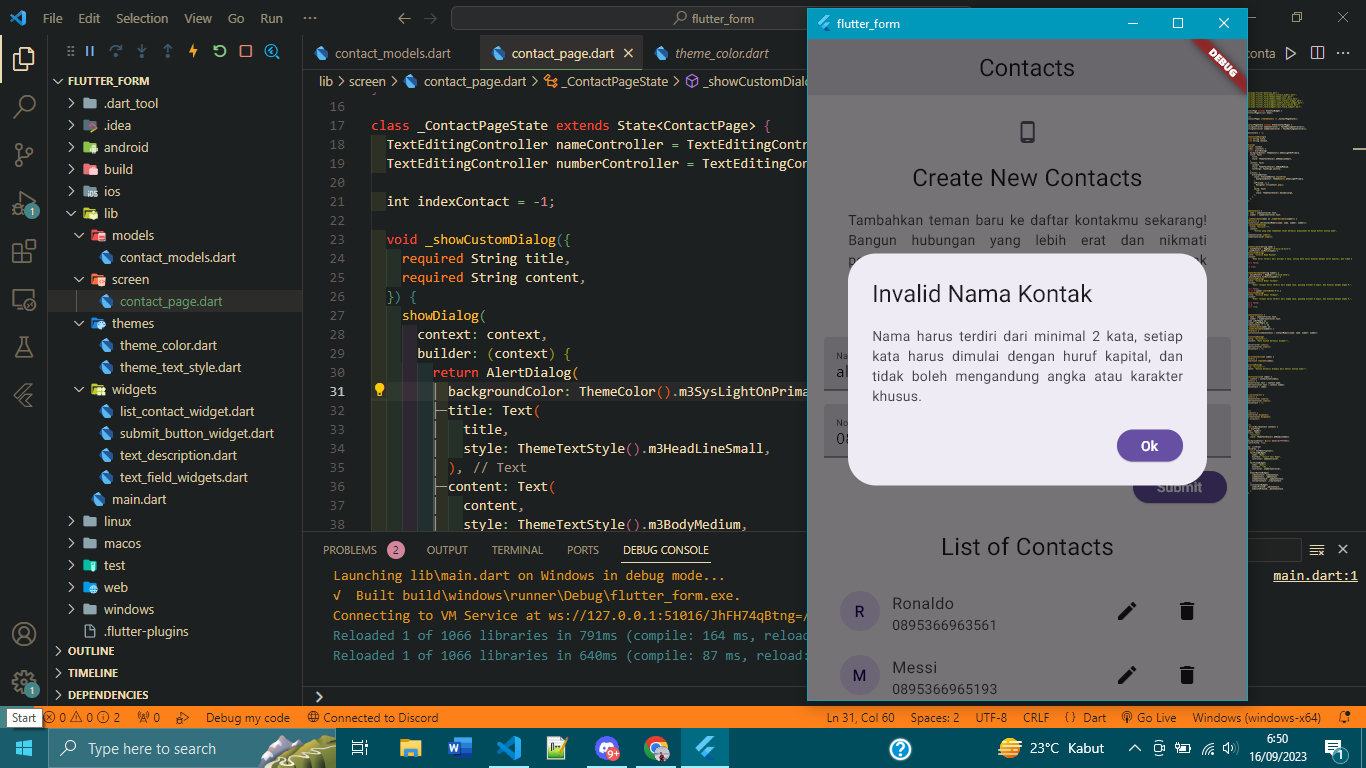 File Edit Selection View Go Run ··· flutter_form
FLUTTER_FORM
.dart_tool
.idea
android
build
ios
lib
models
contact_models.dart
screen
contact_page.dart
themes
theme_color.dart
theme_text_style.dart
widgets
list_contact_widget.dart
submit_button_widget.dart
text_description.dart
text_field_widgets.dart
main.dart
linux
macos
test
web
windows
.flutter-plugins
OUTLINE
TIMELINE
DEPENDENCIES
1
1
contact_models.dart contact_page.dart theme_color.dart
lib > screen > contact_page.dart > _ContactPageState > _showCustomDialo
16
17 class _ContactPageState extends State<ContactPage> {
18 TextEditingController nameController = TextEditingContr
19 TextEditingController numberController = TextEditingCon
20
21 int indexContact = -1;
22
23 void _showCustomDialog({
24 required String title,
25 required String content,
26 }) {
27 showDialog(
28 context: context,
29 builder: (context) {
30 return AlertDialog(
31 backgroundColor: ThemeColor().m3SysLightOnPrima
32 title: Text(
33 title,
34 style: ThemeTextStyle().m3HeadLineSmall,
35 ), // Text
36 content: Text(
37 content,
38 style: ThemeTextStyle().m3BodyMedium,
PROBLEMS 2 OUTPUT TERMINAL PORTS DEBUG CONSOLE
Launching lib\main.dart on Windows in debug mode...
√ Built build\windows\runner\Debug\flutter_form.exe.
Connecting to VM Service at ws://127.0.0.1:51016/JhFH74qBtng=/
Reloaded 1 of 1066 libraries in 791ms (compile: 164 ms, reload
Reloaded 1 of 1066 libraries in 640ms (compile: 87 ms, reload:
main.dart:1
conta
flutter_form
DEBUG
Contacts
Create New Contacts
Tambahkan teman baru ke daftar kontakmu sekarang!
Bangun hubungan yang lebih erat dan nikmati
Invalid Nama Kontak
Nama harus terdiri dari minimal 2 kata, setiap
kata harus dimulai dengan huruf kapital, dan
tidak boleh mengandung angka atau karakter
khusus.
Ok
Submit
List of Contacts
R Ronaldo
0895366963561
M Messi
0895366965193
Start
0 0 2 0 Debug my code Connected to Discord
Ln 31, Col 60 Spaces: 2 UTF-8 CRLF { } Dart Go Live Windows (windows-x64)
Type here to search
9+
23°C Kabut
6:50
16/09/2023
1